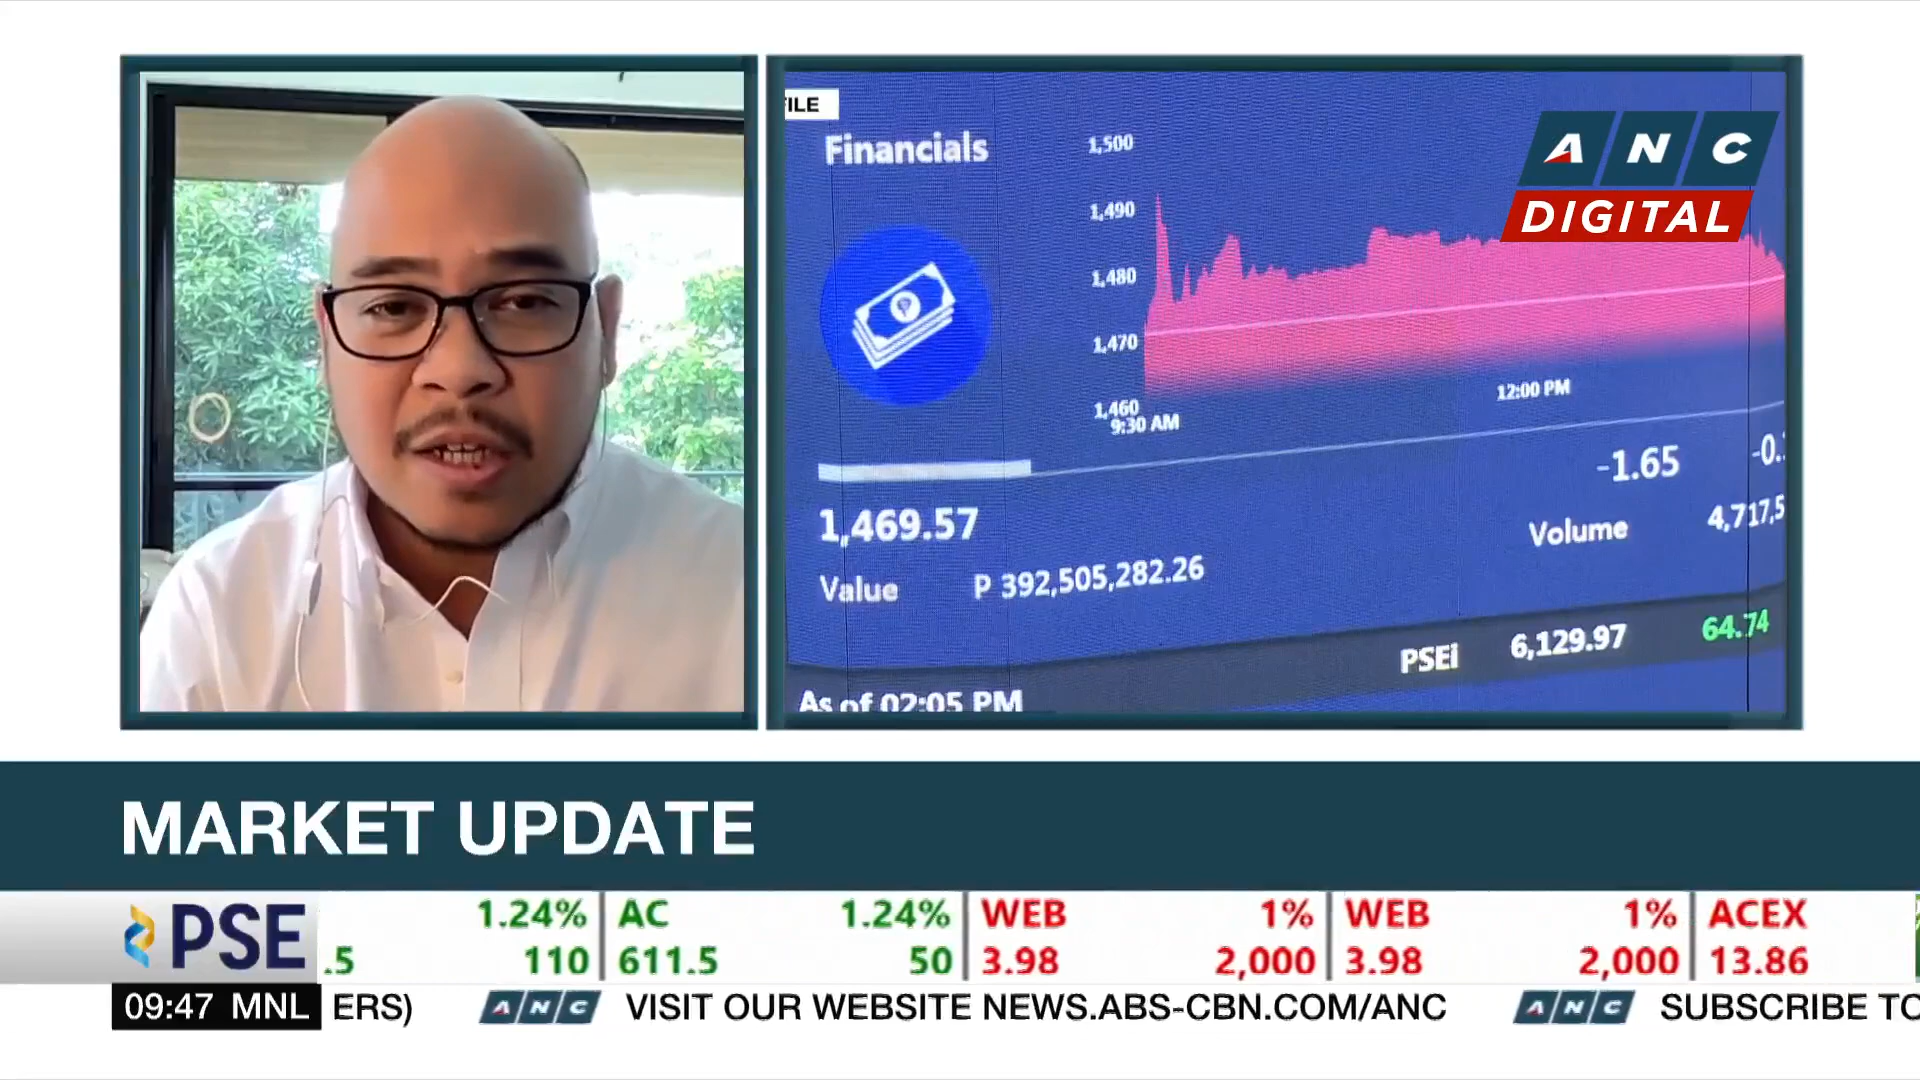 FILE
Financials
1,500
1,490
1,480
1,470
1,460
9:30 AM
12:00 PM
ANC
DIGITAL
-1.65
1,469.57
Volume
Value P 392,505,282.26
PSEi 6,129.97 64.74
As of 02:05 PM
MARKET UPDATE
PSE
1.24% AC 1.24% WEB 1% WEB 1% ACEX
.5 110 611.5 50 3.98 2,000 3.98 2,000 13.86
09:47 MNL ERS) ANC VISIT OUR WEBSITE NEWS.ABS-CBN.COM/ANC ANC SUBSCRIBE TO